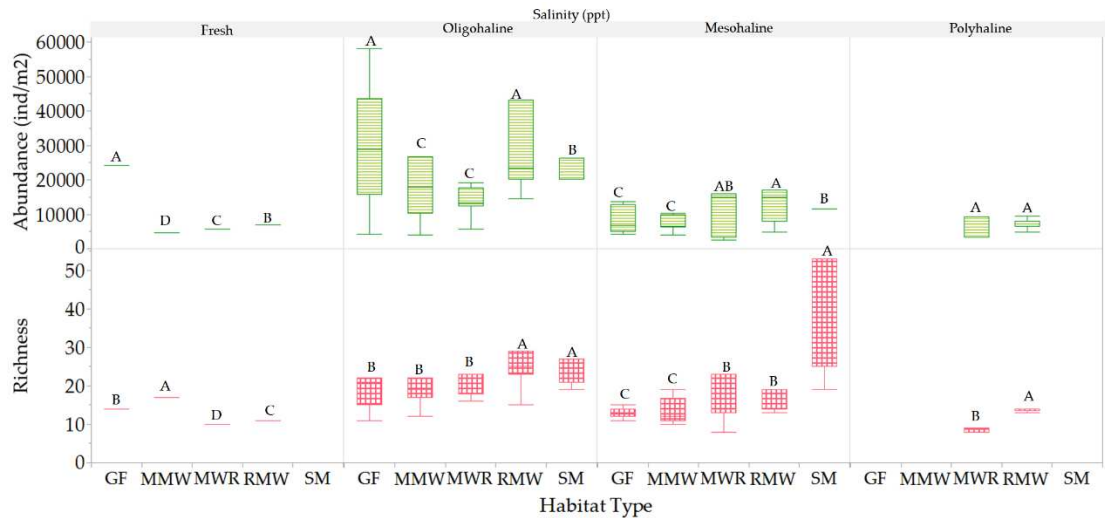 Salinity (ppt)
Fresh Oligohaline Mesohaline Polyhaline
Abundance (ind/m2)
60000
50000
40000
30000
20000
10000
0
A D C B
A C C A B
C C AB A B
A A
Richness
50
40
30
20
10
0
B A D C
B B B A A
C C B B A
B A
GF MMW MWR RMW SM GF MMW MWR RMW SM GF MMW MWR RMW SM GF MMW MWR RMW SM
Habitat Type